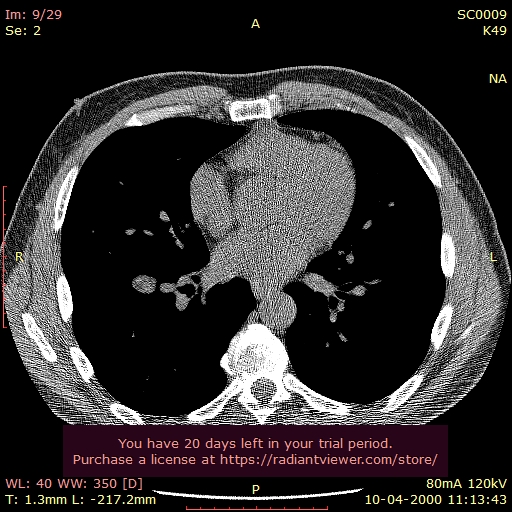 Im: 9/29
Se: 2
A
SC0009
K49
NA
R
L
You have 20 days left in your trial period.
Purchase a license at https://radiantviewer.com/store/
WL: 40 WW: 350 [D]
T: 1.3mm L: -217.2mm
P
80mA 120kV
10-04-2000 11:13:43